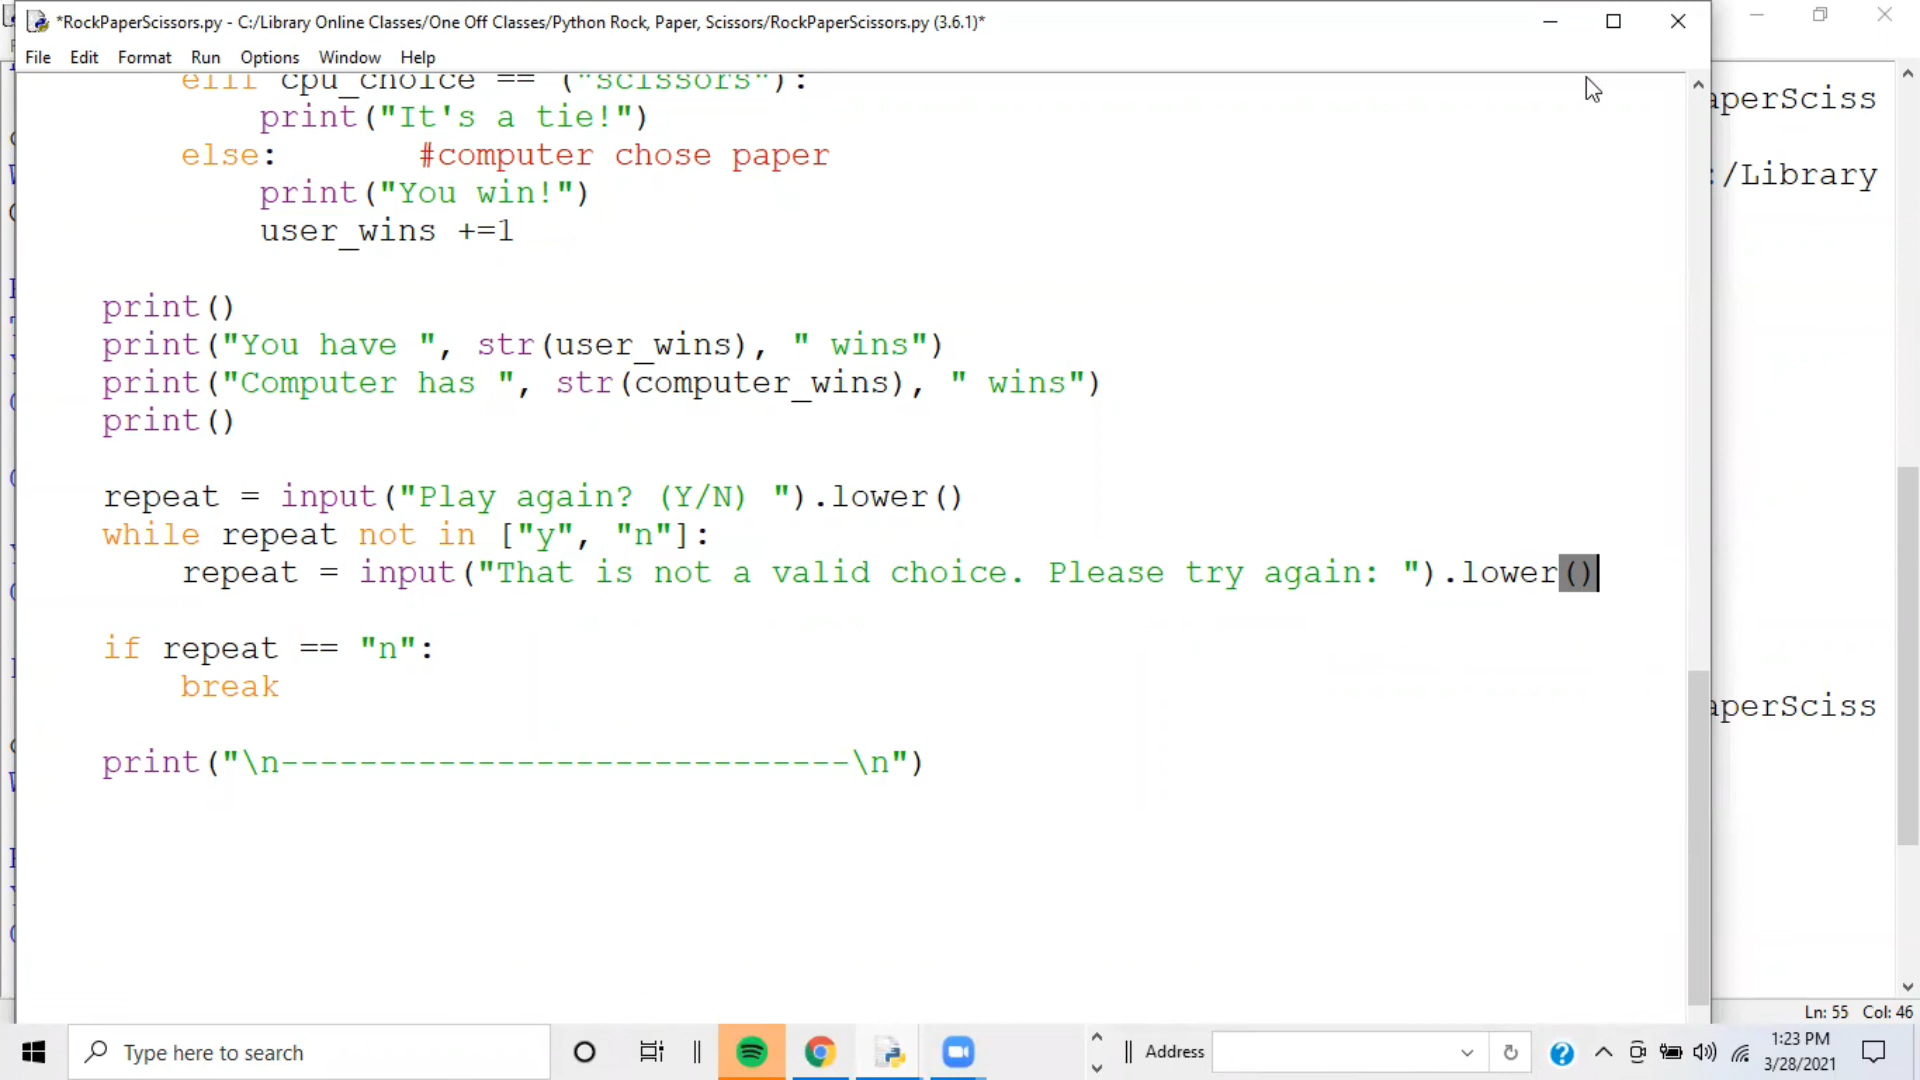 *RockPaperScissors.py - C:/Library Online Classes/One Off Classes/Python Rock, Paper, Scissors/RockPaperScissors.py (3.6.1)*
File Edit Format Run Options Window Help
elif cpu_choice == ("scissors"):
print("It's a tie!")
else: #computer chose paper
print("You win!")
user_wins +=1
print()
print("You have ", str(user_wins), " wins")
print("Computer has ", str(computer_wins), " wins")
print()
repeat = input("Play again? (Y/N) ").lower()
while repeat not in ["y", "n"]:
repeat = input("That is not a valid choice. Please try again: ").lower()
if repeat == "n":
break
print("\n-----------------------------\n")
aperSciss
:/Library
aperSciss
Ln: 55 Col: 46
Type here to search
Address
1:23 PM
3/28/2021